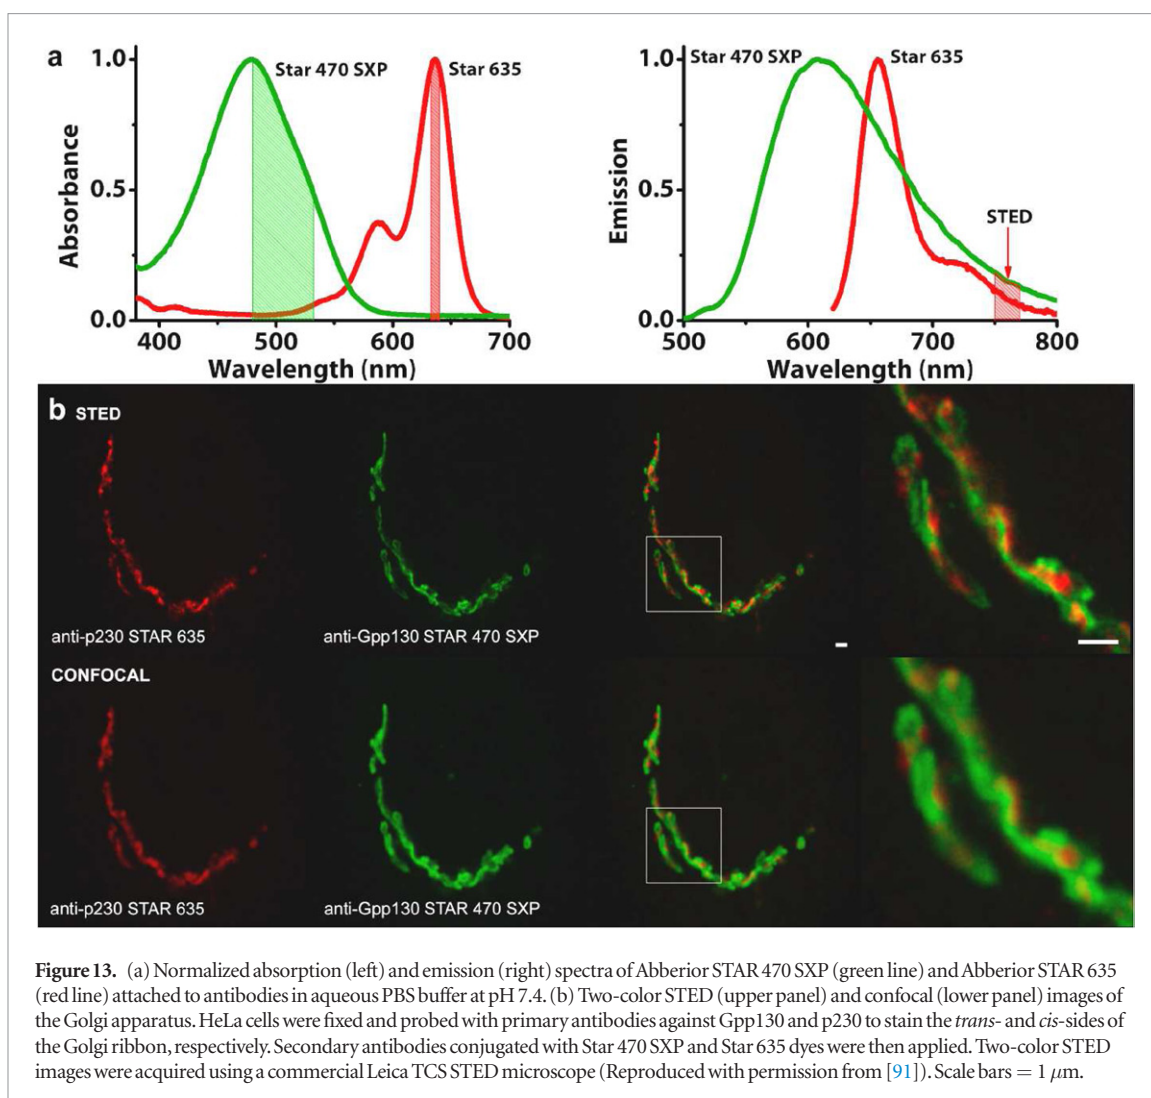 a
1.0
0.5
0.0
Absorbance
Star 470 SXP
Star 635
400 500 600 700
Wavelength (nm)
1.0
0.5
0.0
Emission
Star 470 SXP
Star 635
STED
500 600 700 800
Wavelength (nm)
b STED
anti-p230 STAR 635
anti-Gpp130 STAR 470 SXP
CONFOCAL
anti-p230 STAR 635
anti-Gpp130 STAR 470 SXP
Figure 13. (a) Normalized absorption (left) and emission (right) spectra of Abberior STAR 470 SXP (green line) and Abberior STAR 635
(red line) attached to antibodies in aqueous PBS buffer at pH 7.4. (b) Two-color STED (upper panel) and confocal (lower panel) images of
the Golgi apparatus. HeLa cells were fixed and probed with primary antibodies against Gpp130 and p230 to stain the trans- and cis-sides of
the Golgi ribbon, respectively. Secondary antibodies conjugated with Star 470 SXP and Star 635 dyes were then applied. Two-color STED
images were acquired using a commercial Leica TCS STED microscope (Reproduced with permission from [91]). Scale bars = 1 μm.